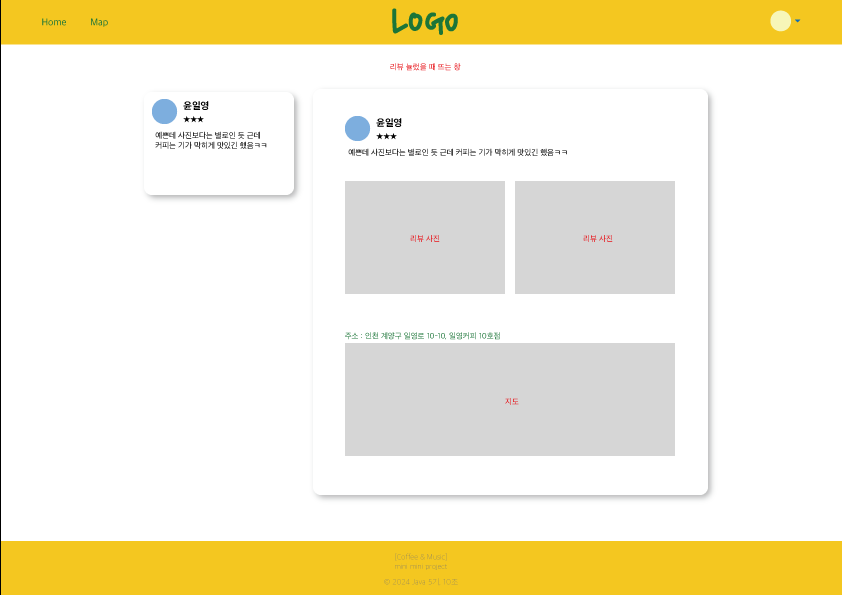 Home
Map
LOGO
리뷰 눌렀을 때 뜨는 창
윤일영
★★★
예쁜데 사진보다는 별로인 듯 근데
커피는 기가 막히게 맛있긴 했음ㅋㅋ
윤일영
★★★
예쁜데 사진보다는 별로인 듯 근데 커피는 기가 막히게 맛있긴 했음ㅋㅋ
리뷰 사진
리뷰 사진
주소 : 인천 계양구 일영로 10-10, 일영커피 10호점
지도
[Coffee & Music]
mini mini project
© 2024 Java 5기, 10조